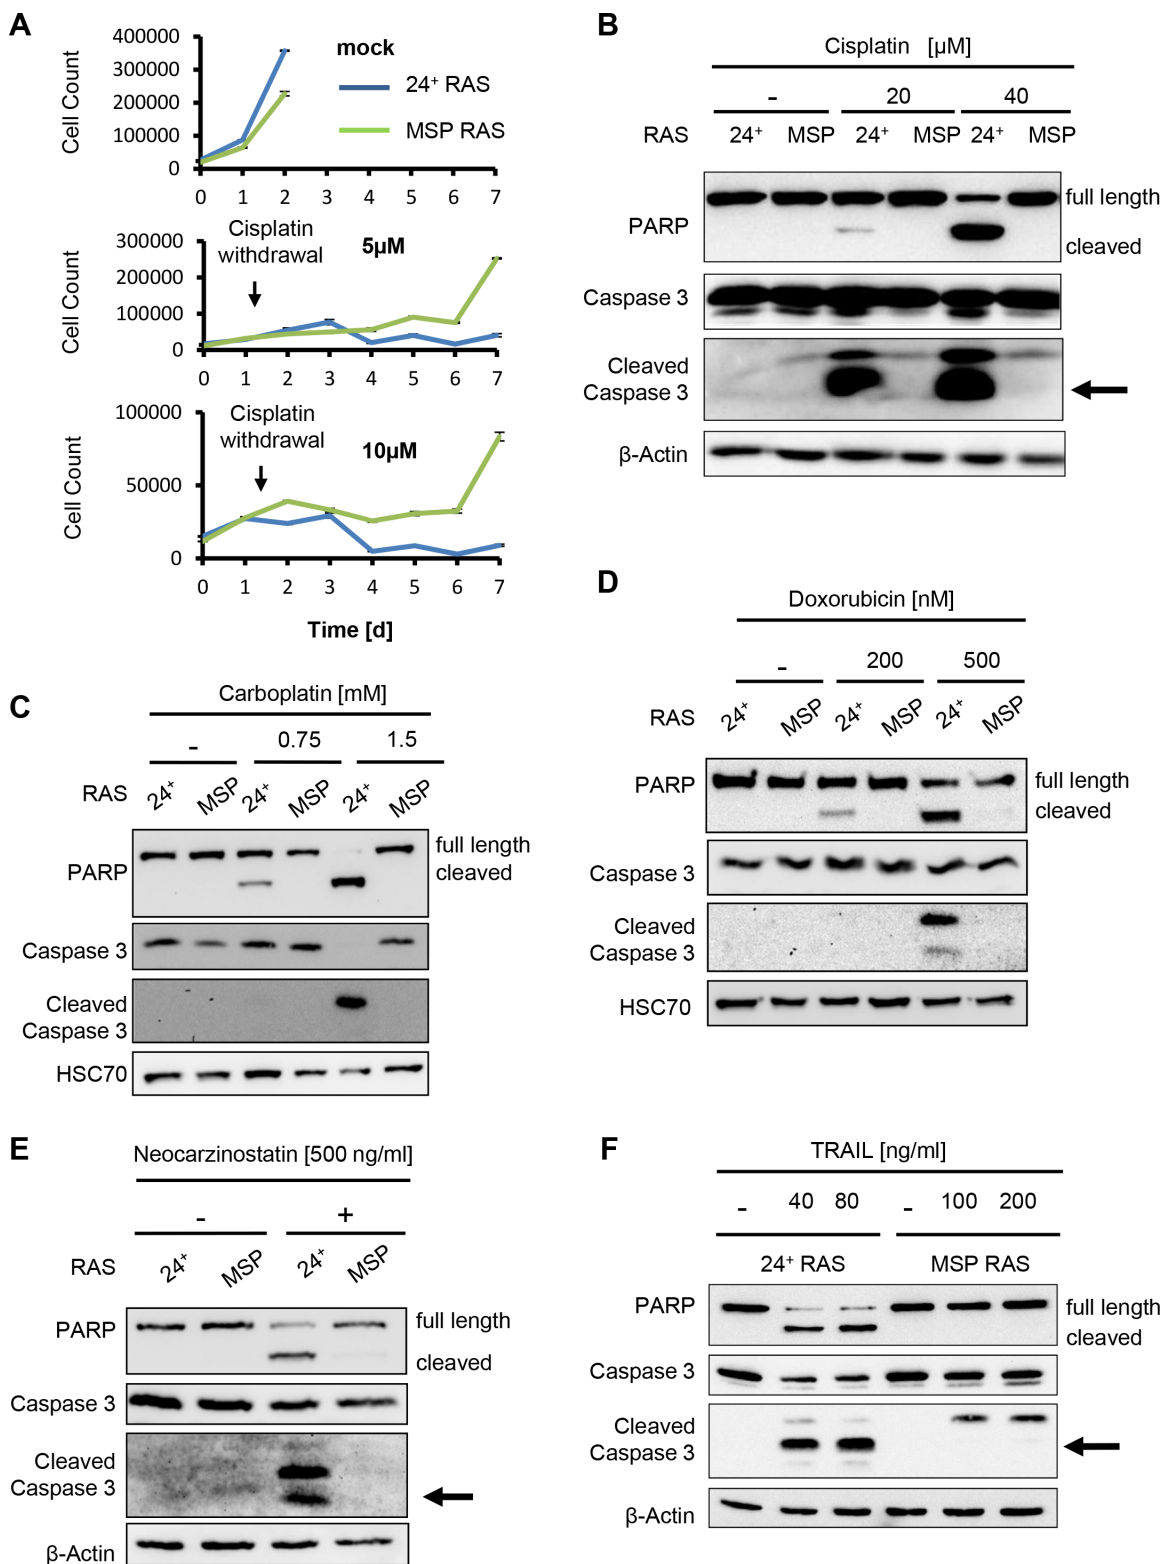 A
400000
300000
200000
100000
0
Cell Count
mock
24+ RAS
MSP RAS
0 1 2 3 4 5 6 7
Cisplatin
withdrawal
5µM
300000
200000
100000
0
Cell Count
0 1 2 3 4 5 6 7
Cisplatin
withdrawal
10µM
100000
50000
0
Cell Count
0 1 2 3 4 5 6 7
Time [d]
B
Cisplatin [µM]
- 20 40
RAS 24+ MSP 24+ MSP 24+ MSP
PARP
full length
cleaved
Caspase 3
Cleaved
Caspase 3
β-Actin
C
Carboplatin [mM]
- 0.75 1.5
RAS 24+ MSP 24+ MSP 24+ MSP
PARP
full length
cleaved
Caspase 3
Cleaved
Caspase 3
HSC70
D
Doxorubicin [nM]
- 200 500
RAS 24+ MSP 24+ MSP 24+ MSP
PARP
full length
cleaved
Caspase 3
Cleaved
Caspase 3
HSC70
E
Neocarzinostatin [500 ng/ml]
- +
RAS 24+ MSP 24+ MSP
PARP
full length
cleaved
Caspase 3
Cleaved
Caspase 3
β-Actin
F
TRAIL [ng/ml]
- 40 80 - 100 200
24+ RAS MSP RAS
PARP
full length
cleaved
Caspase 3
Cleaved
Caspase 3
β-Actin